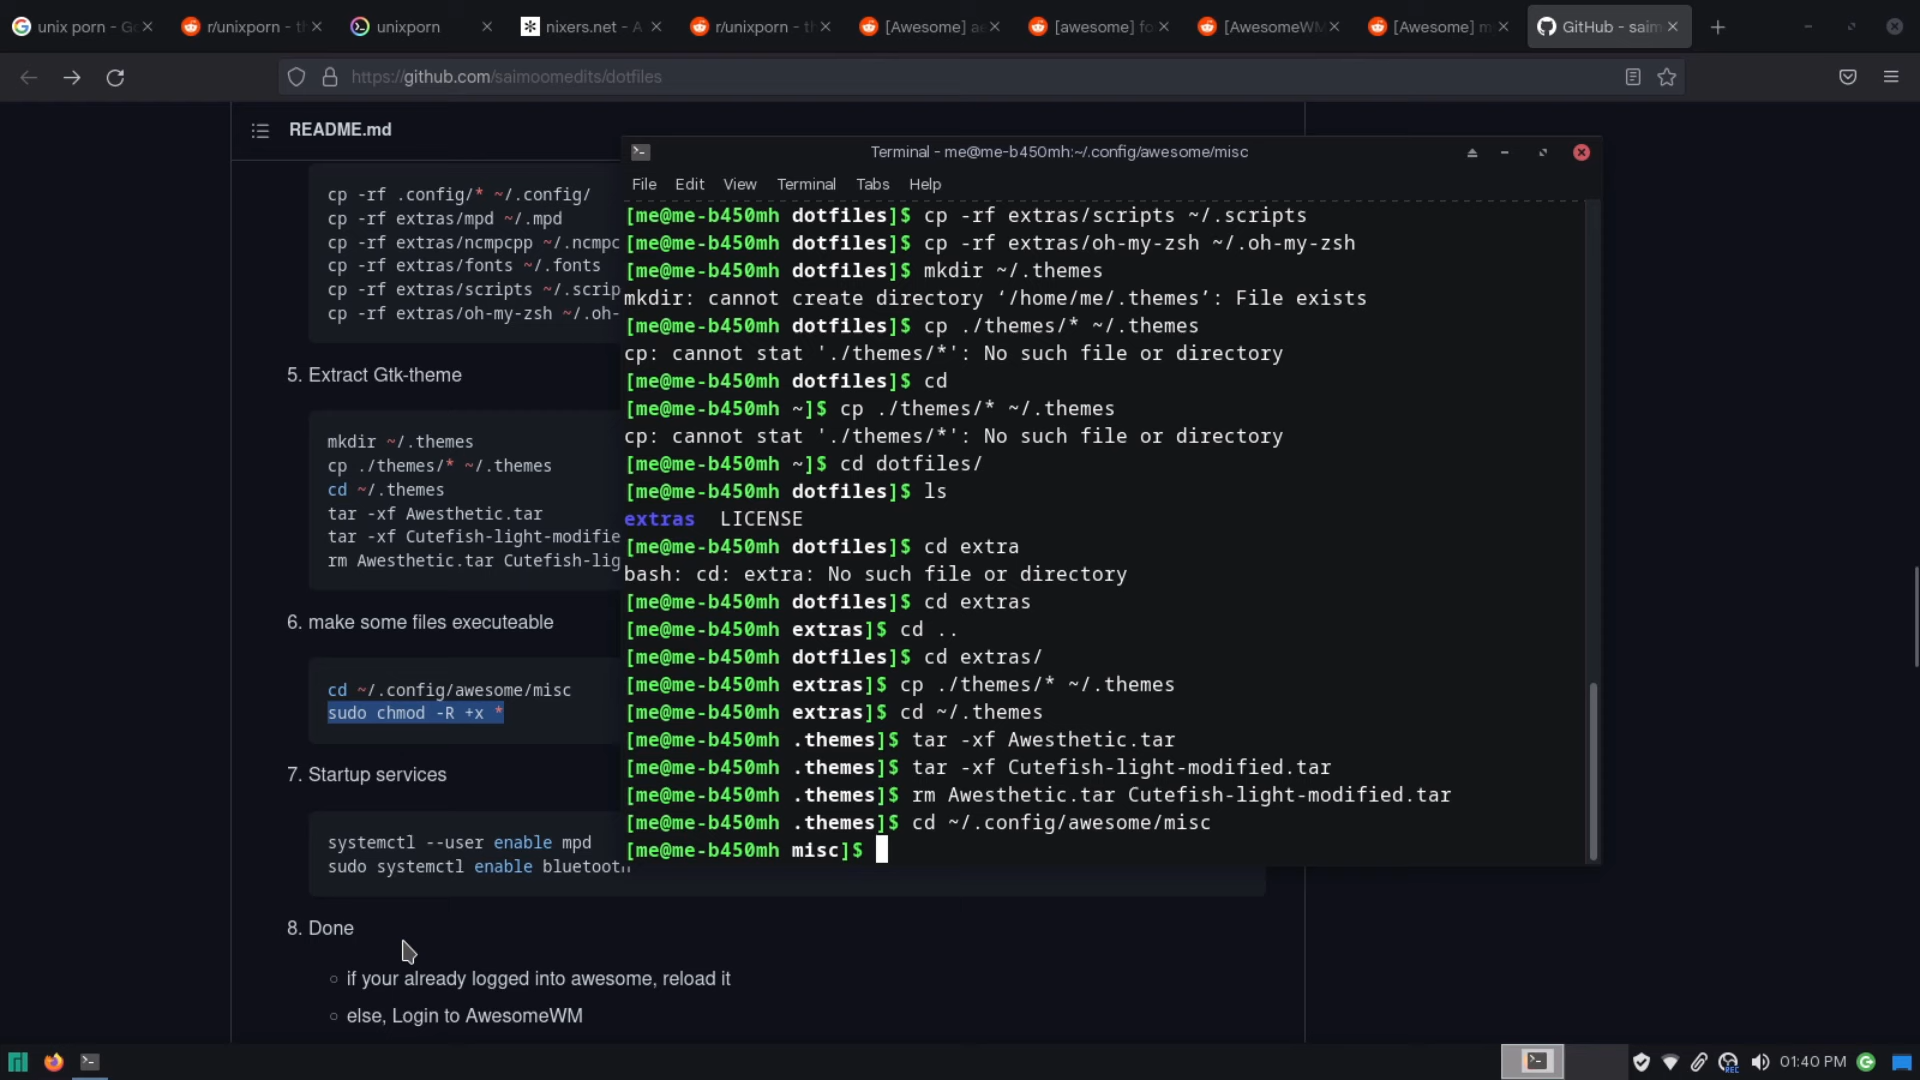 unix porn - Go
r/unixporn - th
unixporn
nixers.net - A
r/unixporn - th
[Awesome] ae
[awesome] fo
[AwesomeWM
[Awesome] m
GitHub - saim
https://github.com/saimoomedits/dotfiles
README.md
cp -rf .config/* ~/.config/
cp -rf extras/mpd ~/.mpd
cp -rf extras/ncmpcpp ~/.ncmpc
cp -rf extras/fonts ~/.fonts
cp -rf extras/scripts ~/.scrip
cp -rf extras/oh-my-zsh ~/.oh-
5. Extract Gtk-theme
mkdir ~/.themes
cp ./themes/* ~/.themes
cd ~/.themes
tar -xf Awesthetic.tar
tar -xf Cutefish-light-modifie
rm Awesthetic.tar Cutefish-lig
6. make some files executeable
cd ~/.config/awesome/misc
sudo chmod -R +x *
7. Startup services
systemctl --user enable mpd
sudo systemctl enable bluetooth
8. Done
if your already logged into awesome, reload it
else, Login to AwesomeWM
Terminal - me@me-b450mh:~/.config/awesome/misc
File Edit View Terminal Tabs Help
[me@me-b450mh dotfiles]$ cp -rf extras/scripts ~/.scripts
[me@me-b450mh dotfiles]$ cp -rf extras/oh-my-zsh ~/.oh-my-zsh
[me@me-b450mh dotfiles]$ mkdir ~/.themes
mkdir: cannot create directory ‘/home/me/.themes’: File exists
[me@me-b450mh dotfiles]$ cp ./themes/* ~/.themes
cp: cannot stat './themes/*': No such file or directory
[me@me-b450mh dotfiles]$ cd
[me@me-b450mh ~]$ cp ./themes/* ~/.themes
cp: cannot stat './themes/*': No such file or directory
[me@me-b450mh ~]$ cd dotfiles/
[me@me-b450mh dotfiles]$ ls
extras LICENSE
[me@me-b450mh dotfiles]$ cd extra
bash: cd: extra: No such file or directory
[me@me-b450mh dotfiles]$ cd extras
[me@me-b450mh extras]$ cd ..
[me@me-b450mh dotfiles]$ cd extras/
[me@me-b450mh extras]$ cp ./themes/* ~/.themes
[me@me-b450mh extras]$ cd ~/.themes
[me@me-b450mh .themes]$ tar -xf Awesthetic.tar
[me@me-b450mh .themes]$ tar -xf Cutefish-light-modified.tar
[me@me-b450mh .themes]$ rm Awesthetic.tar Cutefish-light-modified.tar
[me@me-b450mh .themes]$ cd ~/.config/awesome/misc
[me@me-b450mh misc]$
REC
01:40 PM